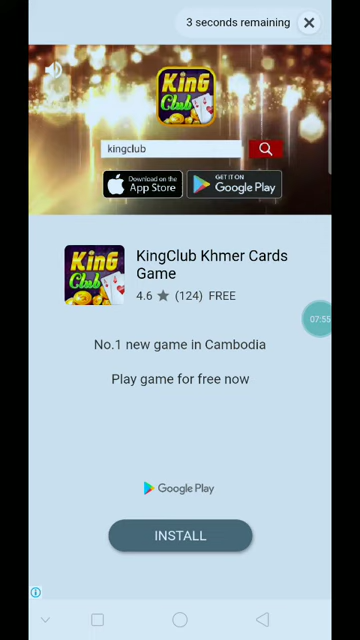 3 seconds remaining
KinG
Club
kingclub
Download on the
App Store
GET IT ON
Google Play
KinG
Club
KingClub Khmer Cards
Game
4.6 ★ (124) FREE
07:55
No.1 new game in Cambodia
Play game for free now
Google Play
INSTALL